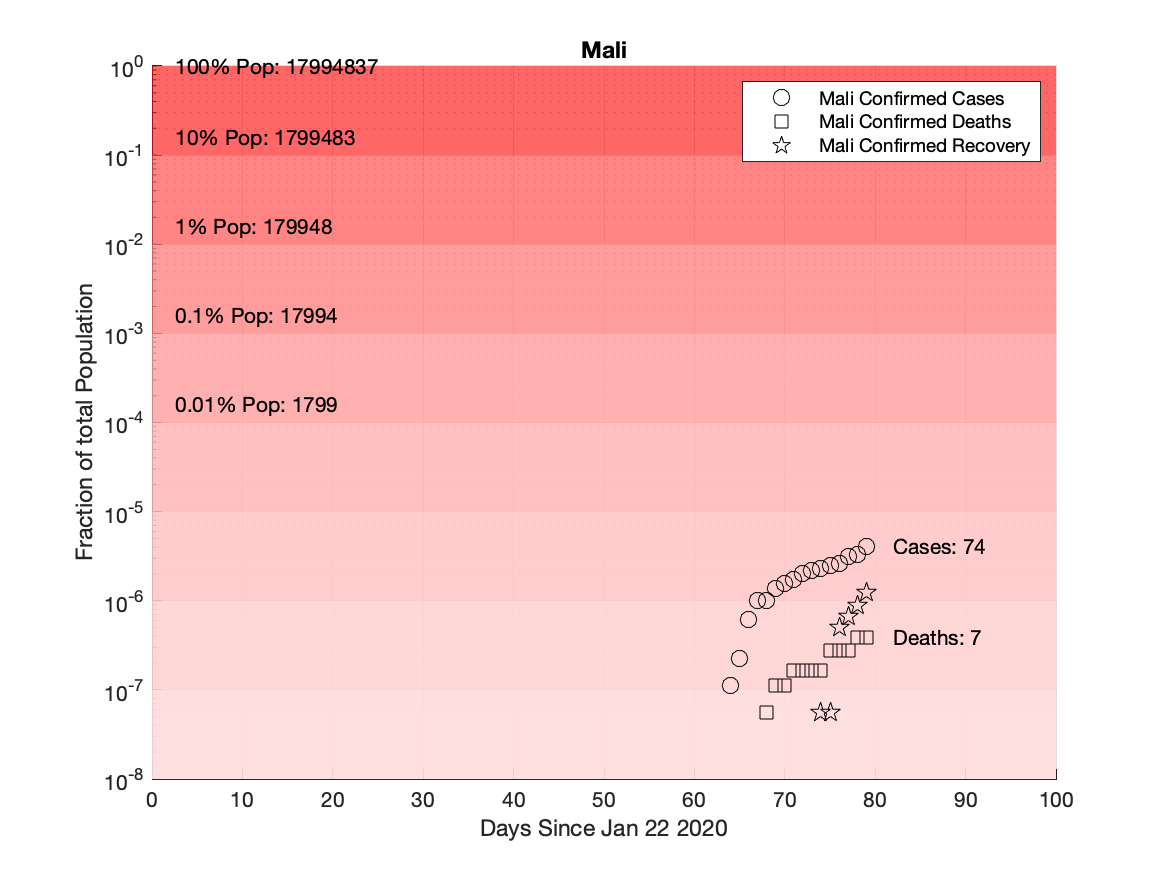 Mali
10^0
100% Pop: 17994837
Mali Confirmed Cases
Mali Confirmed Deaths
Mali Confirmed Recovery
10% Pop: 1799483
10^-1
1% Pop: 179948
10^-2
0.1% Pop: 17994
10^-3
0.01% Pop: 1799
10^-4
10^-5
10^-6
10^-7
10^-8
Fraction of total Population
Cases: 74
Deaths: 7
0 10 20 30 40 50 60 70 80 90 100
Days Since Jan 22 2020